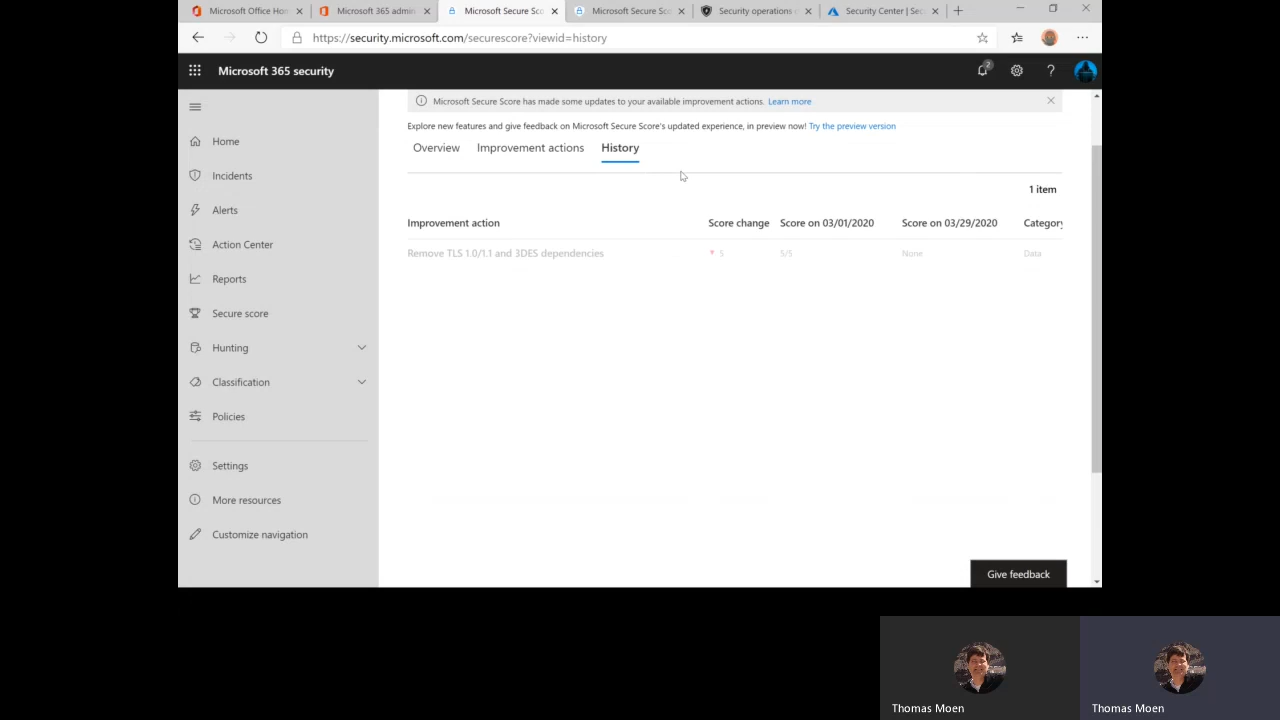 Microsoft Office Hon
Microsoft 365 admin
Microsoft Secure Sco
Microsoft Secure Sco
Security operations
Security Center | Sec
https://security.microsoft.com/securescore?viewid=history
Microsoft 365 security
2
?
Microsoft Secure Score has made some updates to your available improvement actions. Learn more
Explore new features and give feedback on Microsoft Secure Score's updated experience, in preview now! Try the preview version
Home
Overview Improvement actions History
Incidents
1 item
Alerts
Improvement action Score change Score on 03/01/2020 Score on 03/29/2020 Category
Action Center
Remove TLS 1.0/1.1 and 3DES dependencies 5 5/5 None Data
Reports
Secure score
Hunting
Classification
Policies
Settings
More resources
Customize navigation
Give feedback
Thomas Moen
Thomas Moen